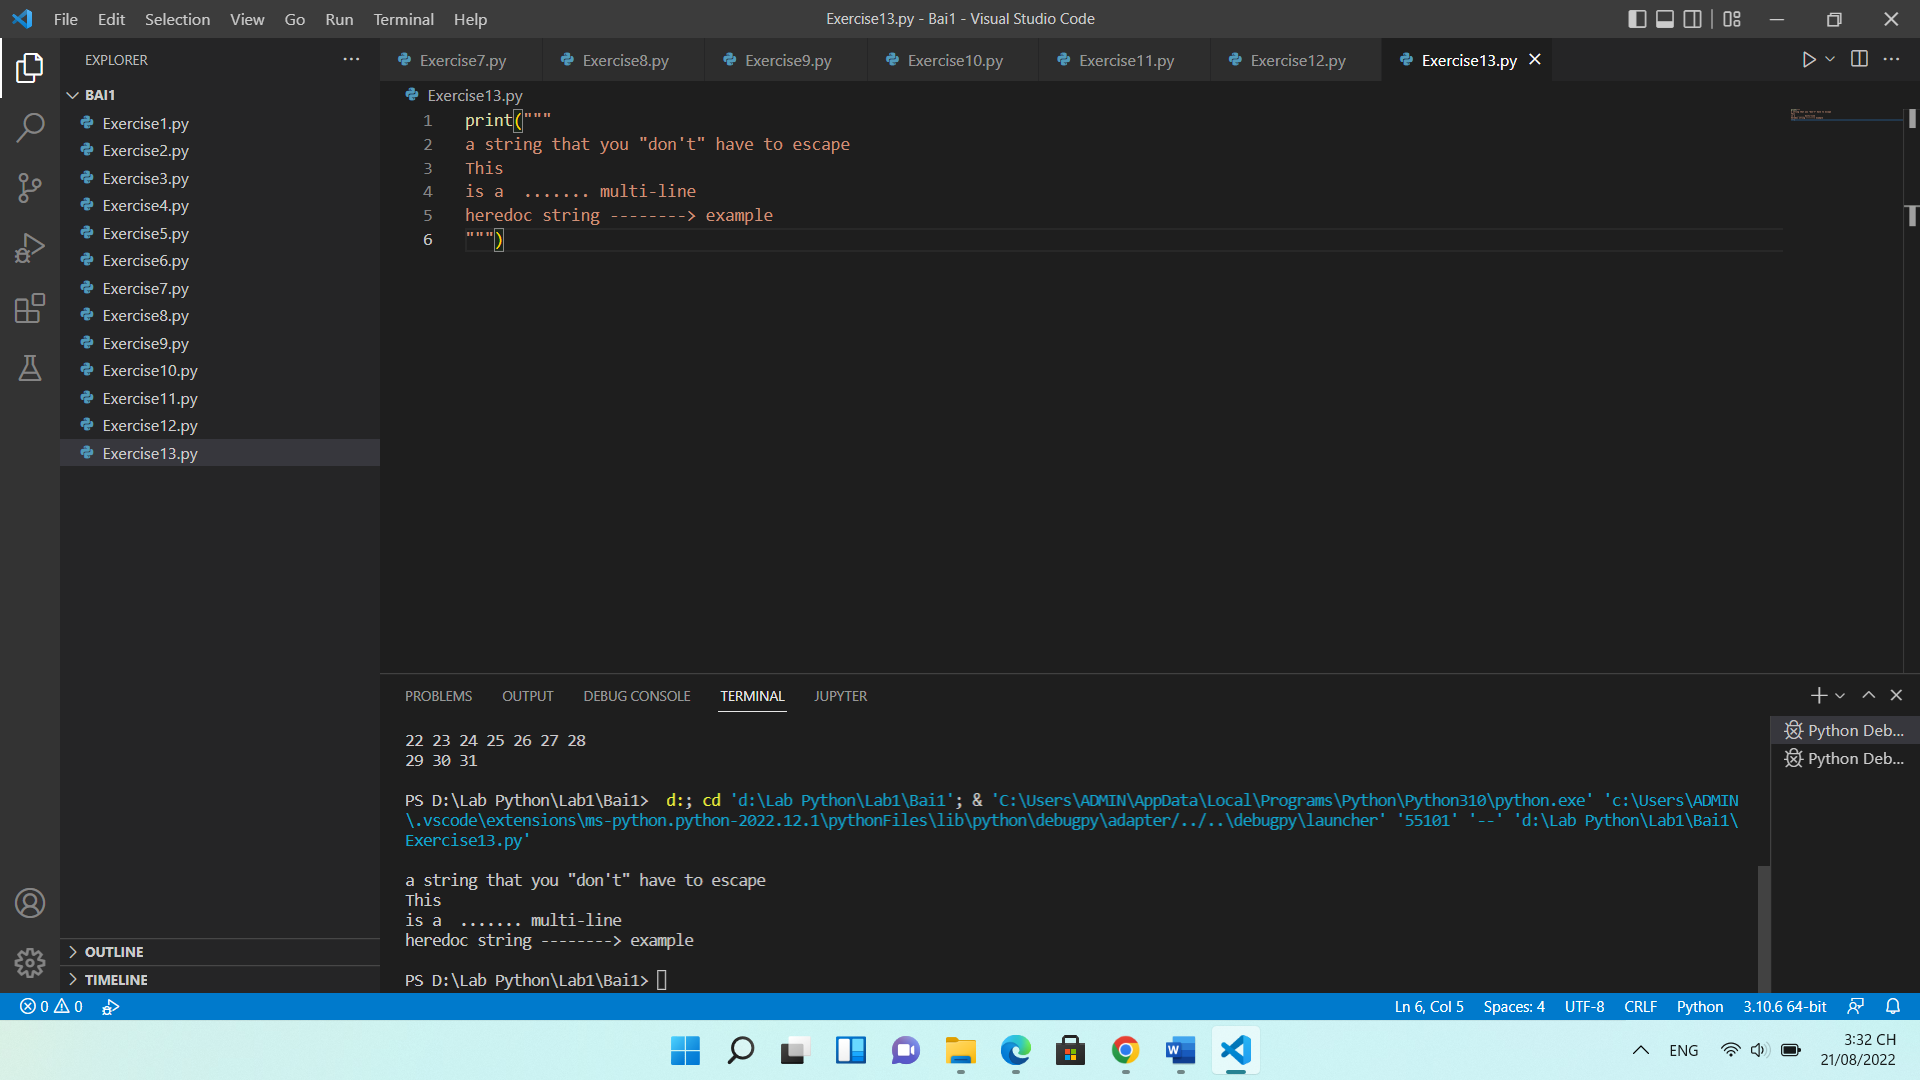 File Edit Selection View Go Run Terminal Help
Exercise13.py - Bai1 - Visual Studio Code
EXPLORER
BAI1
Exercise1.py
Exercise2.py
Exercise3.py
Exercise4.py
Exercise5.py
Exercise6.py
Exercise7.py
Exercise8.py
Exercise9.py
Exercise10.py
Exercise11.py
Exercise12.py
Exercise13.py
OUTLINE
TIMELINE
Exercise7.py Exercise8.py Exercise9.py Exercise10.py Exercise11.py Exercise12.py Exercise13.py
Exercise13.py
1 print("""
2 a string that you "don't" have to escape
3 This
4 is a  ....... multi-line
5 heredoc string --------> example
6 """)
PROBLEMS OUTPUT DEBUG CONSOLE TERMINAL JUPYTER
22 23 24 25 26 27 28
29 30 31
PS D:\Lab Python\Lab1\Bai1>  d:; cd 'd:\Lab Python\Lab1\Bai1'; & 'C:\Users\ADMIN\AppData\Local\Programs\Python\Python310\python.exe' 'c:\Users\ADMIN
\.vscode\extensions\ms-python.python-2022.12.1\pythonFiles\lib\python\debugpy\adapter/../..\debugpy\launcher' '55101' '--' 'd:\Lab Python\Lab1\Bai1\
Exercise13.py'
a string that you "don't" have to escape
This
is a  ....... multi-line
heredoc string --------> example
PS D:\Lab Python\Lab1\Bai1>
Python Deb...
Python Deb...
0 0
Ln 6, Col 5 Spaces: 4 UTF-8 CRLF Python 3.10.6 64-bit
ENG
3:32 CH
21/08/2022